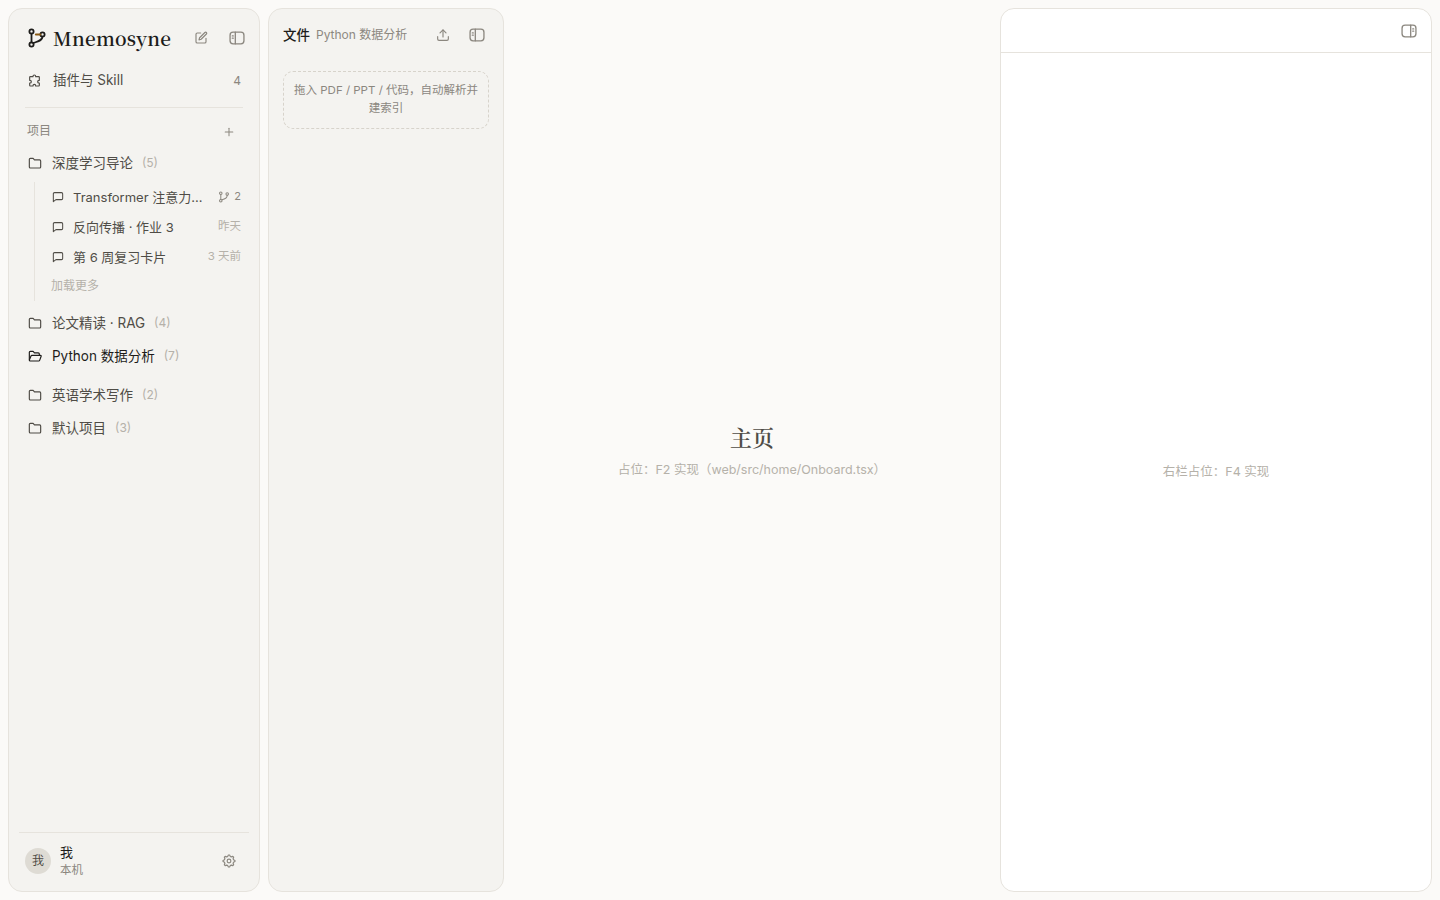 Mnemosyne
插件与 Skill 4
项目
深度学习导论 (5)
Transformer 注意力... 2
反向传播 · 作业 3 昨天
第 6 周复习卡片 3 天前
加载更多
论文精读 · RAG (4)
Python 数据分析 (7)
英语学术写作 (2)
默认项目 (3)
我
我
本机
文件 Python 数据分析
拖入 PDF / PPT / 代码，自动解析并
建索引
主页
占位：F2 实现（web/src/home/Onboard.tsx）
右栏占位：F4 实现